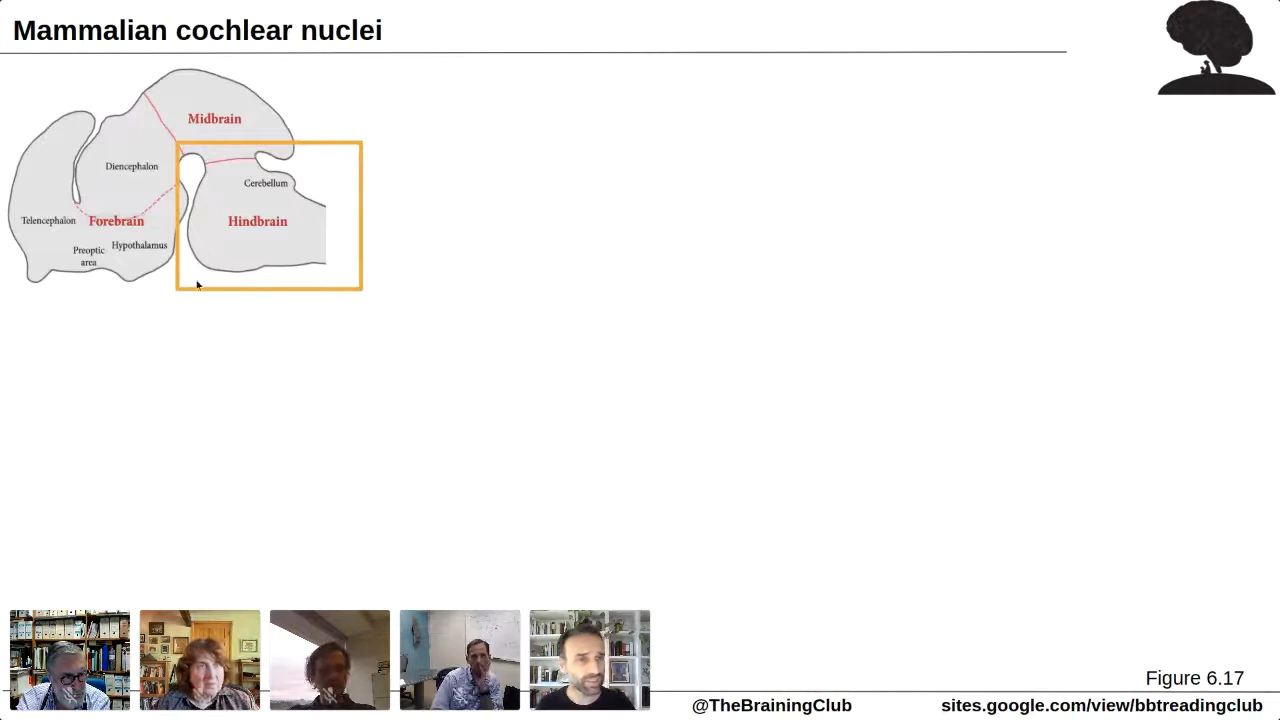 Mammalian cochlear nuclei
Midbrain
Diencephalon
Cerebellum
Telencephalon
Forebrain
Hindbrain
Hypothalamus
Preoptic
area
Figure 6.17
@TheBrainingClub
sites.google.com/view/bbtreadingclub